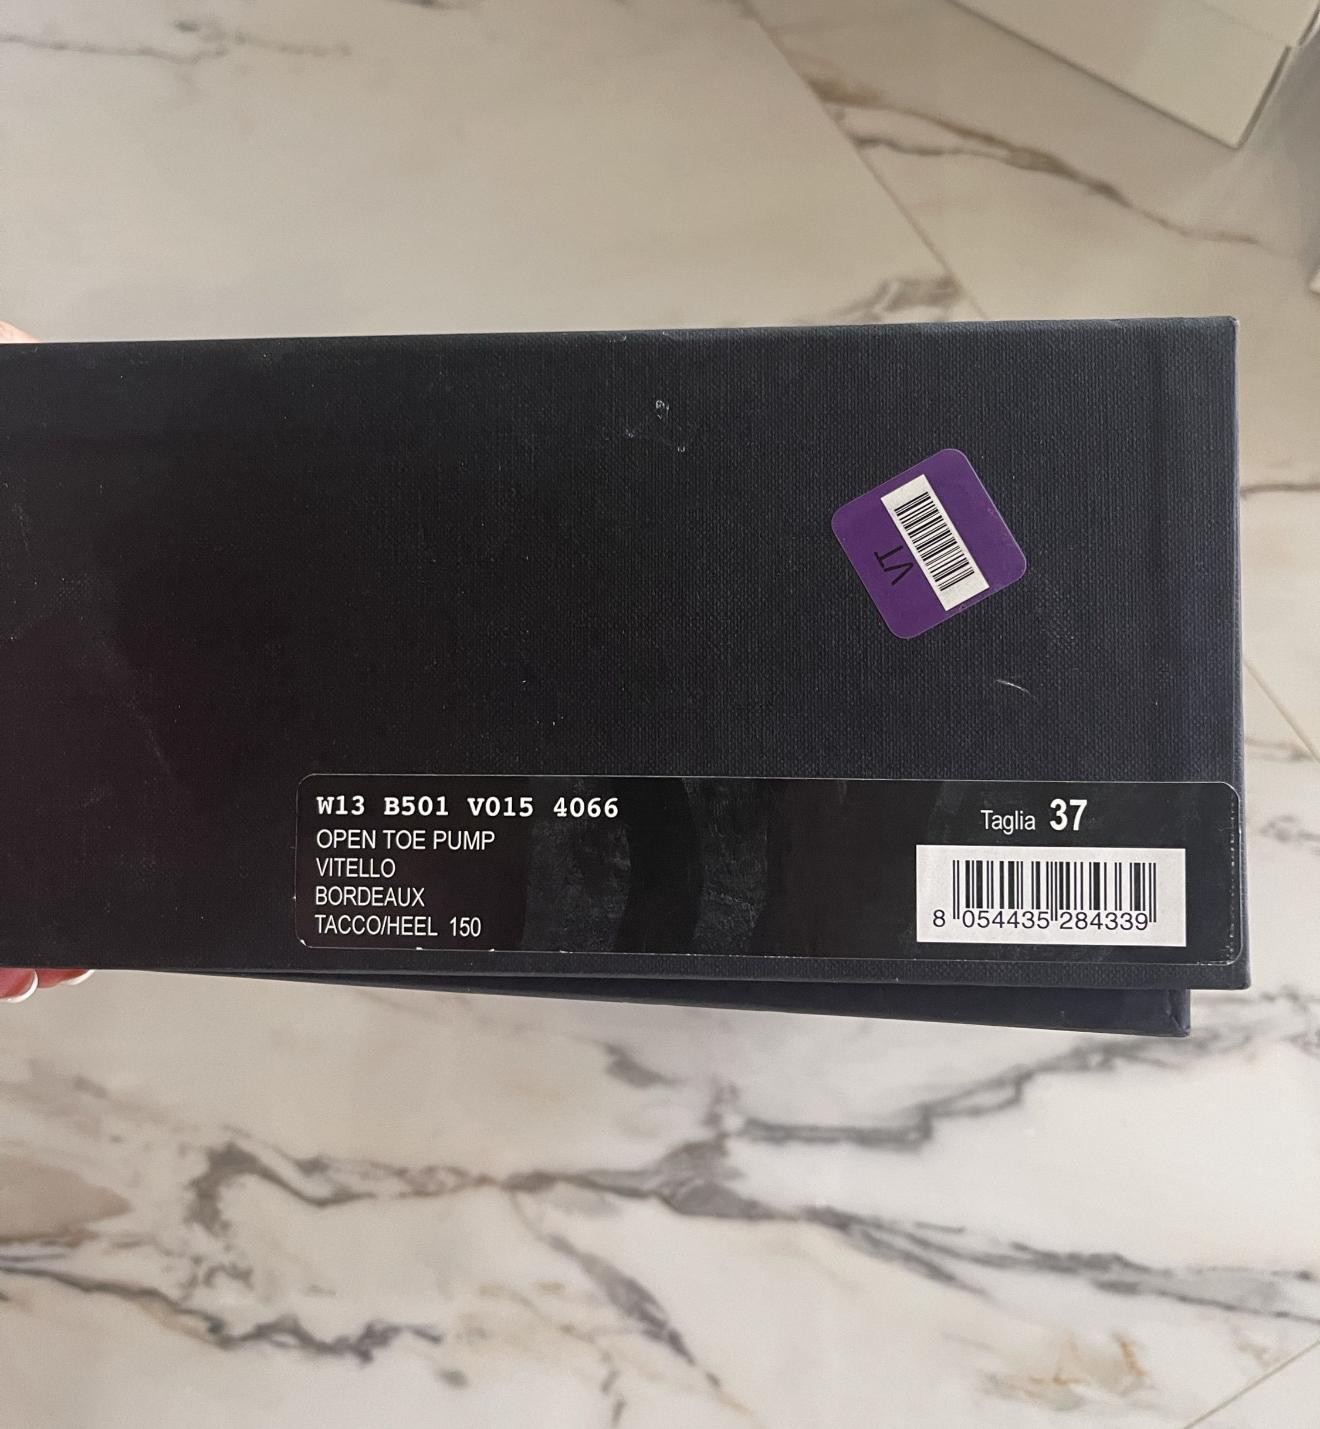 VT
W13 B501 V015 4066
OPEN TOE PUMP
VITELLO
BORDEAUX
TACCO/HEEL 150
Taglia 37
8 054435 284339